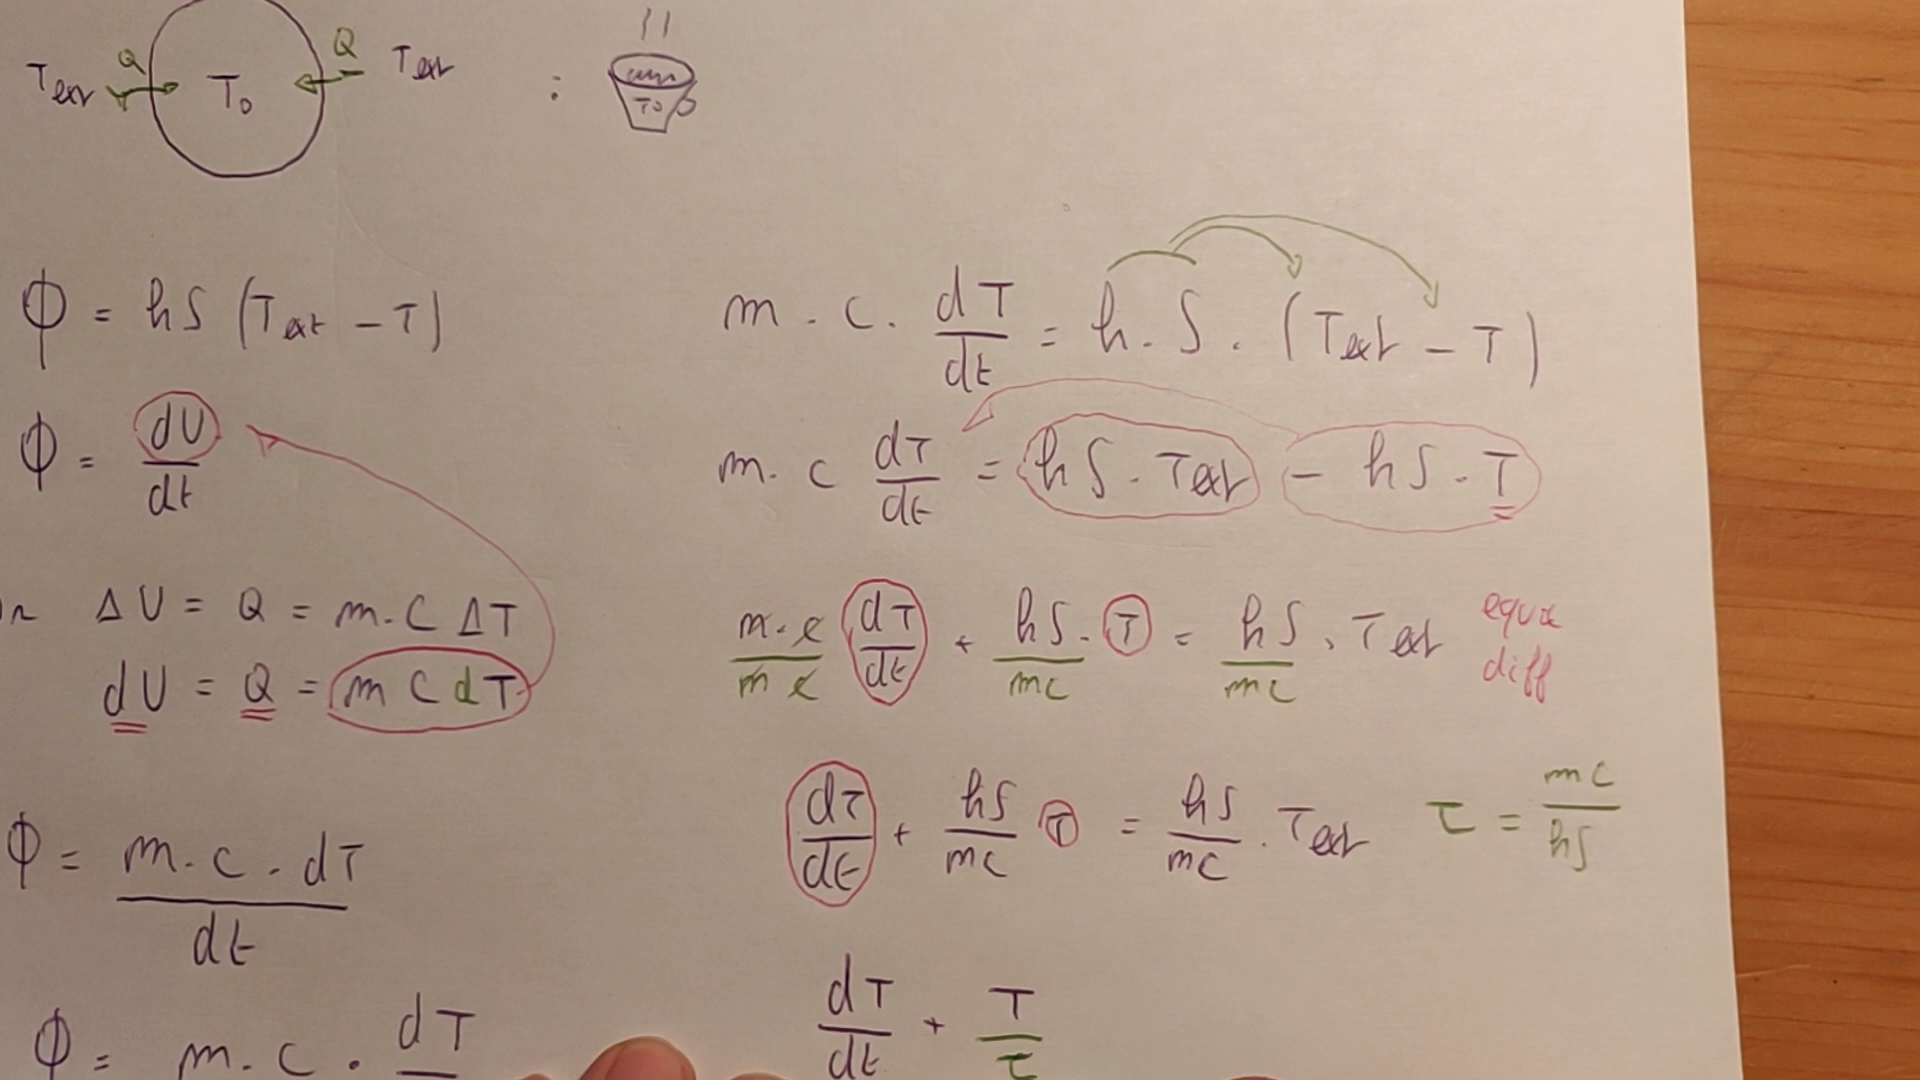 Text Q T0 Q Text : T0
Φ = hS (Text - T)
Φ = dU/dt
ΔU = Q = m.C ΔT
dU = Q = m C dT
Φ = m.c.dT/dt
Φ = m.c.dT
m.c.dT/dt = h.S.(Text - T)
m.c dT/dt = hS.Text - hS.T
m.c/mc dT/dt + hS/mc.T = hS/mc.Text equa diff
dT/dt + hS/mc T = hS/mc.Text τ = mc/hS
dT/dt + T/τ